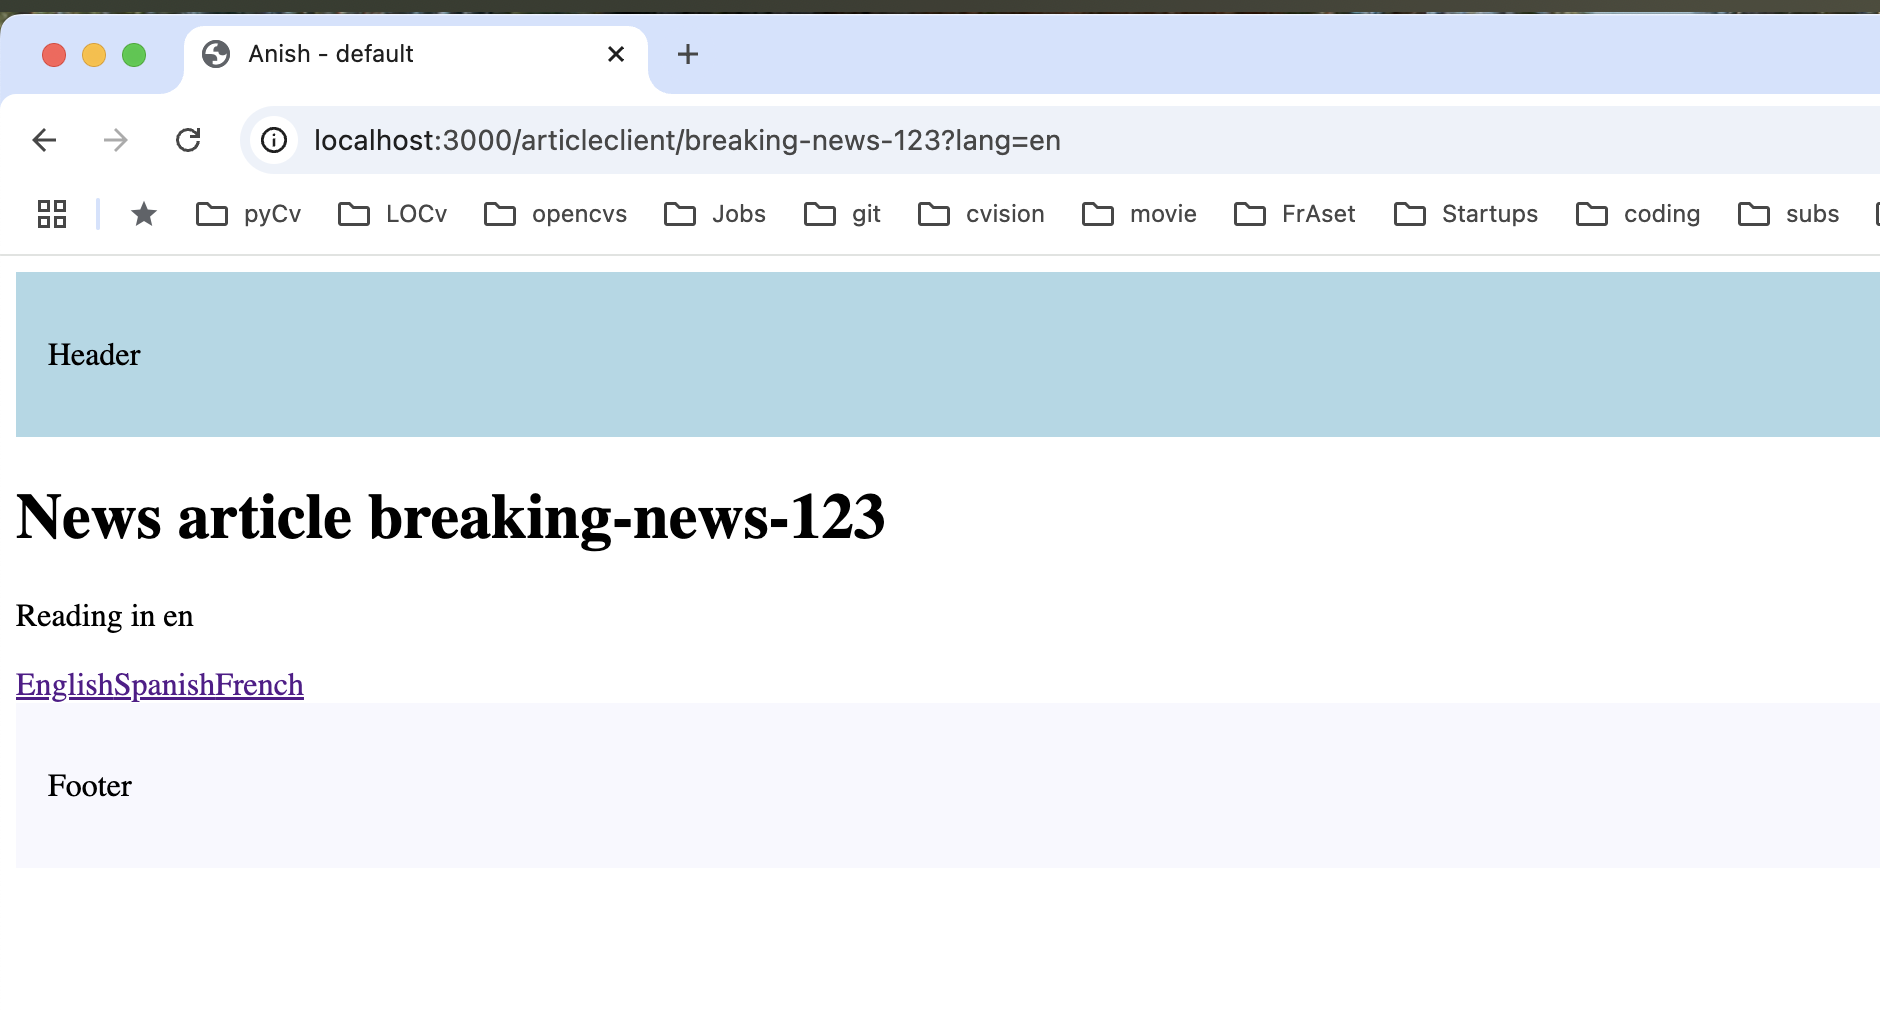 Anish - default
localhost:3000/articleclient/breaking-news-123?lang=en
pyCv LOCv opencvs Jobs git cvision movie FrAset Startups coding subs
Header
News article breaking-news-123
Reading in en
EnglishSpanishFrench
Footer